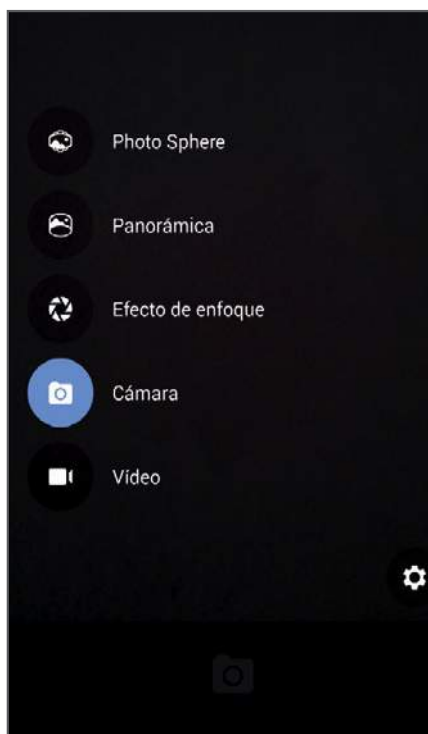 Photo Sphere
Panorámica
Efecto de enfoque
Cámara
Vídeo